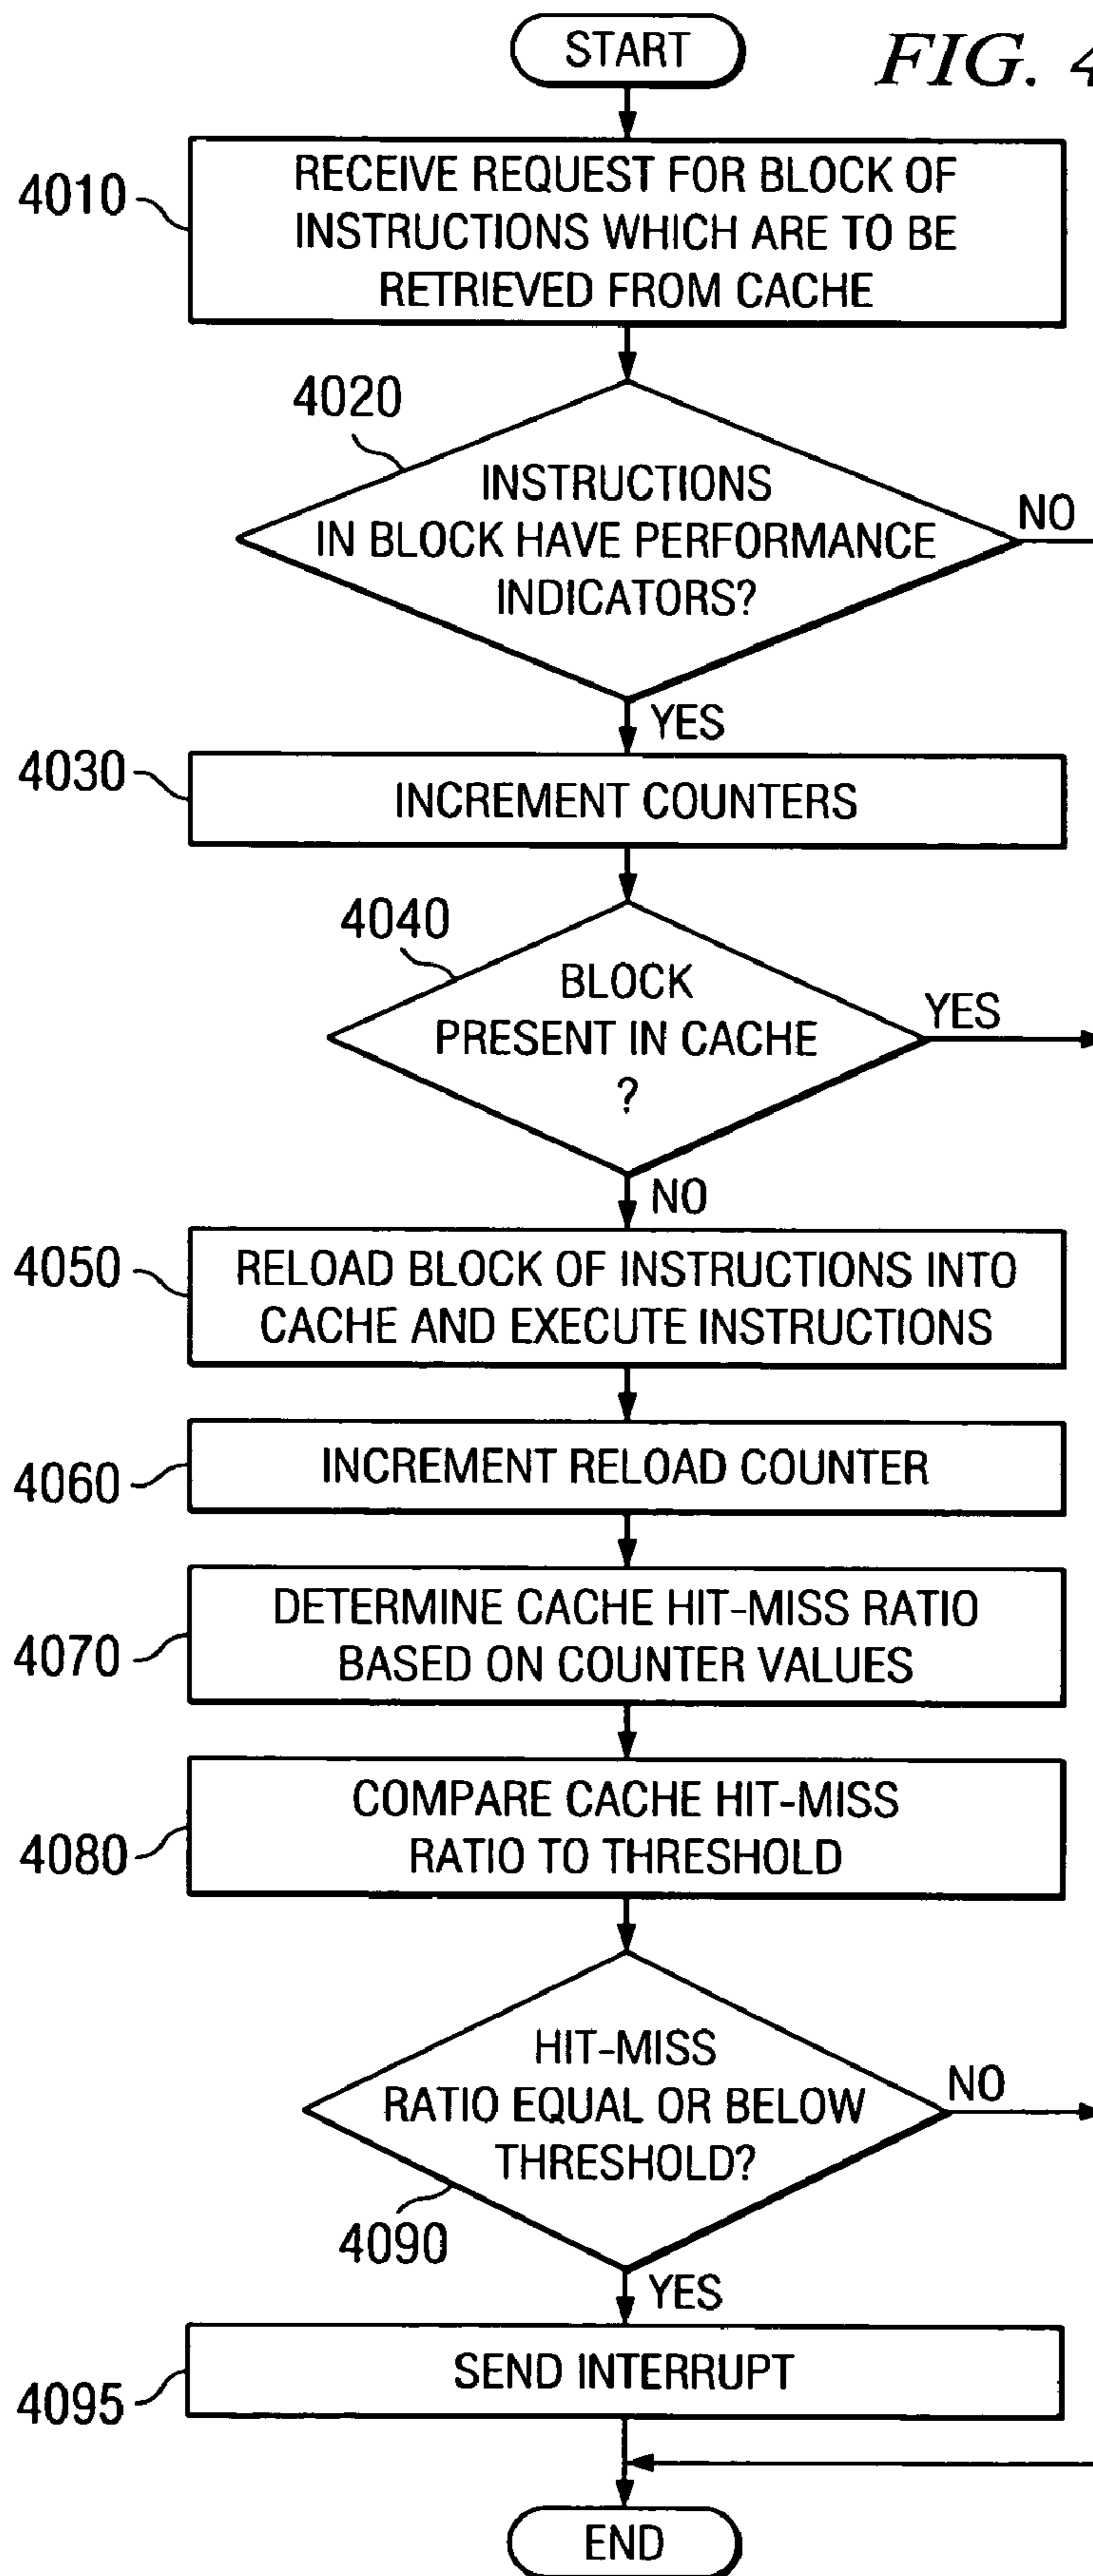 START
FIG. 4
4010
RECEIVE REQUEST FOR BLOCK OF
INSTRUCTIONS WHICH ARE TO BE
RETRIEVED FROM CACHE
4020
INSTRUCTIONS
IN BLOCK HAVE PERFORMANCE
INDICATORS?
NO
YES
4030
INCREMENT COUNTERS
4040
BLOCK
PRESENT IN CACHE
?
YES
NO
4050
RELOAD BLOCK OF INSTRUCTIONS INTO
CACHE AND EXECUTE INSTRUCTIONS
4060
INCREMENT RELOAD COUNTER
4070
DETERMINE CACHE HIT-MISS RATIO
BASED ON COUNTER VALUES
4080
COMPARE CACHE HIT-MISS
RATIO TO THRESHOLD
HIT-MISS
RATIO EQUAL OR BELOW
THRESHOLD?
NO
4090
YES
4095
SEND INTERRUPT
END